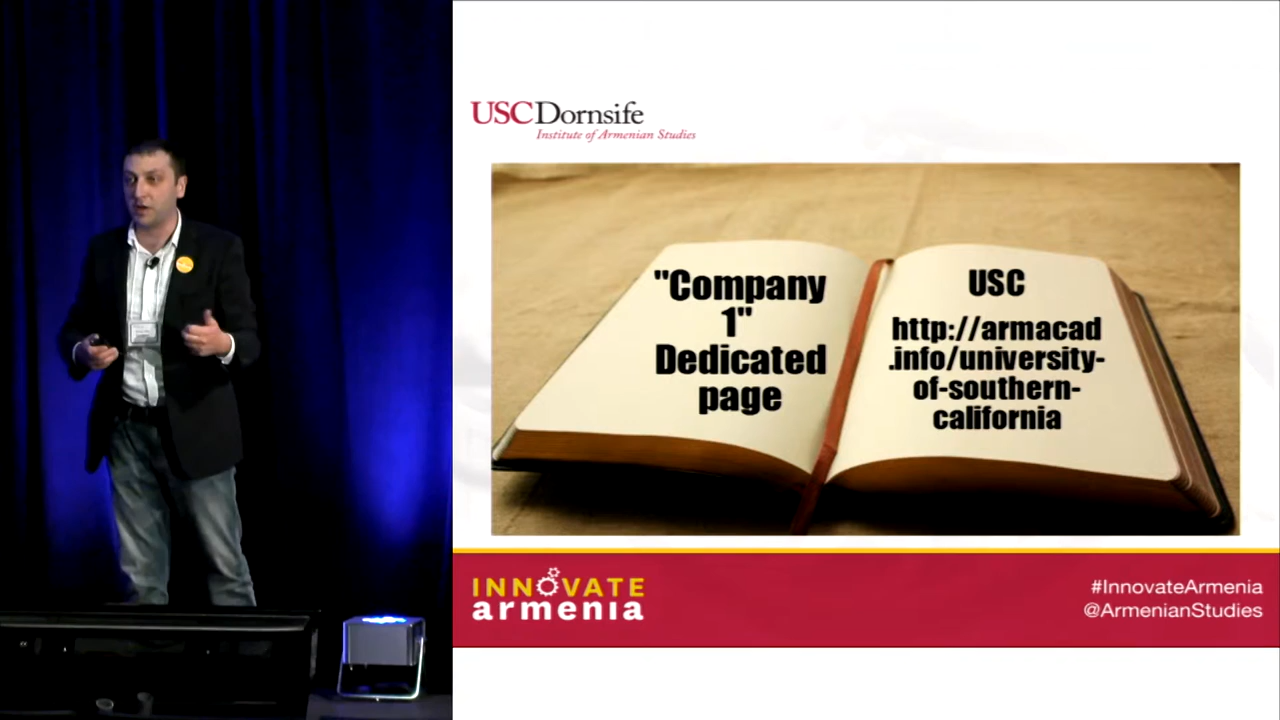 USCDornsife
Institute of Armenian Studies
"Company
1"
Dedicated
page
USC
http://armacad
.info/university-
of-southern-
california
INNOVATE
armenia
#InnovateArmenia
@ArmenianStudies